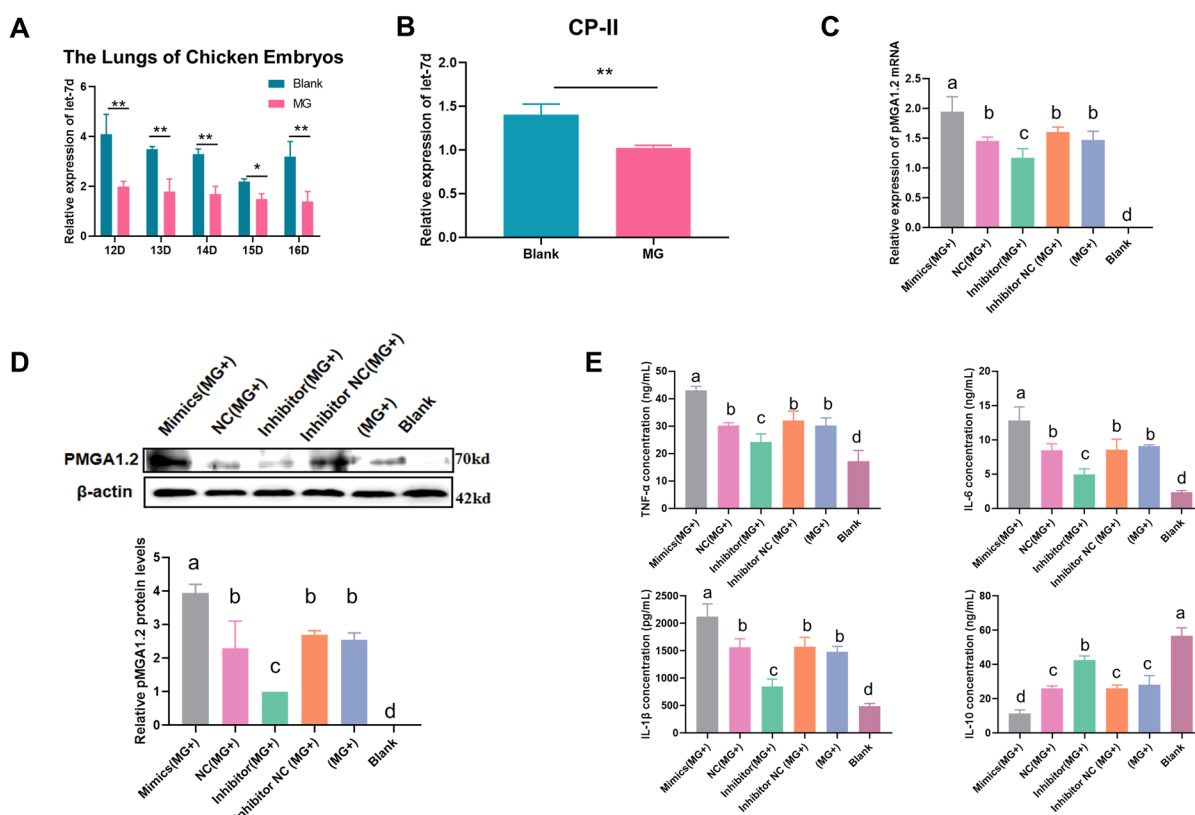 A
The Lungs of Chicken Embryos
Relative expression of let-7d
6
4
2
0
Blank
MG
**
**
**
*
**
12D
13D
14D
15D
16D
B
CP-II
Relative expression of let-7d
2.0
1.5
1.0
0.5
0.0
**
Blank
MG
C
Relative expression of pMGA1.2 mRNA
2.5
2.0
1.5
1.0
0.5
0.0
a
b
c
b
b
d
Mimics(MG+)
NC(MG+)
Inhibitor(MG+)
Inhibitor NC (MG+)
(MG+)
Blank
D
Mimics(MG+)
NC(MG+)
Inhibitor(MG+)
Inhibitor NC(MG+)
(MG+)
Blank
PMGA1.2
70kd
β-actin
42kd
Relative pMGA1.2 protein levels
5
4
3
2
1
0
a
b
c
b
b
d
Mimics(MG+)
NC(MG+)
Inhibitor(MG+)
Inhibitor NC (MG+)
(MG+)
Blank
E
TNF-α concentration (ng/mL)
50
40
30
20
10
0
a
b
c
b
b
d
Mimics(MG+)
NC(MG+)
Inhibitor(MG+)
Inhibitor NC (MG+)
(MG+)
Blank
IL-6 concentration (ng/mL)
20
15
10
5
0
a
b
c
b
b
d
Mimics(MG+)
NC(MG+)
Inhibitor(MG+)
Inhibitor NC (MG+)
(MG+)
Blank
IL-1β concentration (pg/mL)
2500
2000
1500
1000
500
0
a
b
c
b
b
d
Mimics(MG+)
NC(MG+)
Inhibitor(MG+)
Inhibitor NC (MG+)
(MG+)
Blank
IL-10 concentration (ng/mL)
80
60
40
20
0
d
c
b
c
c
a
Mimics(MG+)
NC(MG+)
Inhibitor(MG+)
Inhibitor NC (MG+)
(MG+)
Blank